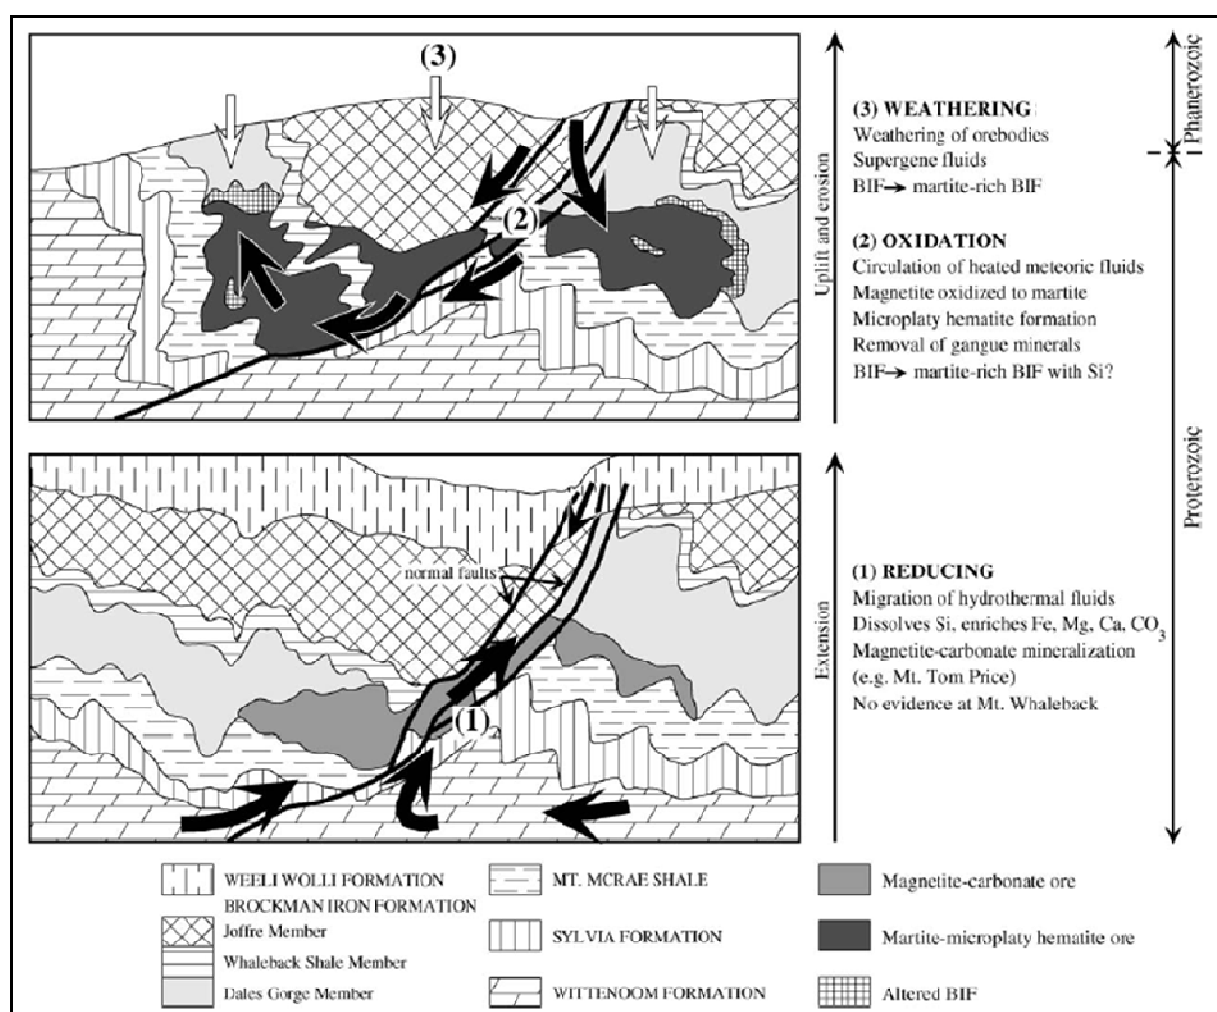 (3)
(2)
Uplift and erosion
(3) WEATHERING
Weathering of orebodies
Supergene fluids
BIF→ martite-rich BIF
(2) OXIDATION
Circulation of heated meteoric fluids
Magnetite oxidized to martite
Microplaty hematite formation
Removal of gangue minerals
BIF→ martite-rich BIF with Si?
Phanerozoic
Proterozoic
normal faults
(1)
Extension
(1) REDUCING
Migration of hydrothermal fluids
Dissolves Si, enriches Fe, Mg, Ca, CO3
Magnetite-carbonate mineralization
(e.g. Mt. Tom Price)
No evidence at Mt. Whaleback
WEELI WOLLI FORMATION
BROCKMAN IRON FORMATION
Joffre Member
Whaleback Shale Member
Dales Gorge Member
MT. MCRAE SHALE
SYLVIA FORMATION
WITTENOOM FORMATION
Magnetite-carbonate ore
Martite-microplaty hematite ore
Altered BIF